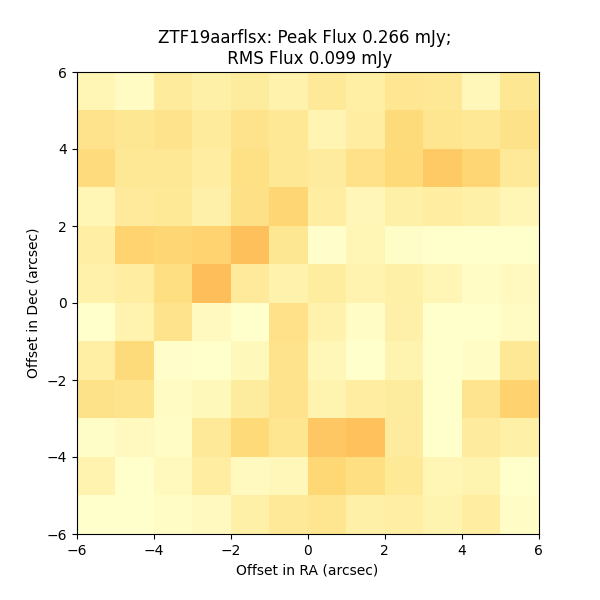 ZTF19aarflsx: Peak Flux 0.266 mJy;
RMS Flux 0.099 mJy
6
4
2
0
−2
−4
−6
Offset in Dec (arcsec)
−6 −4 −2 0 2 4 6
Offset in RA (arcsec)